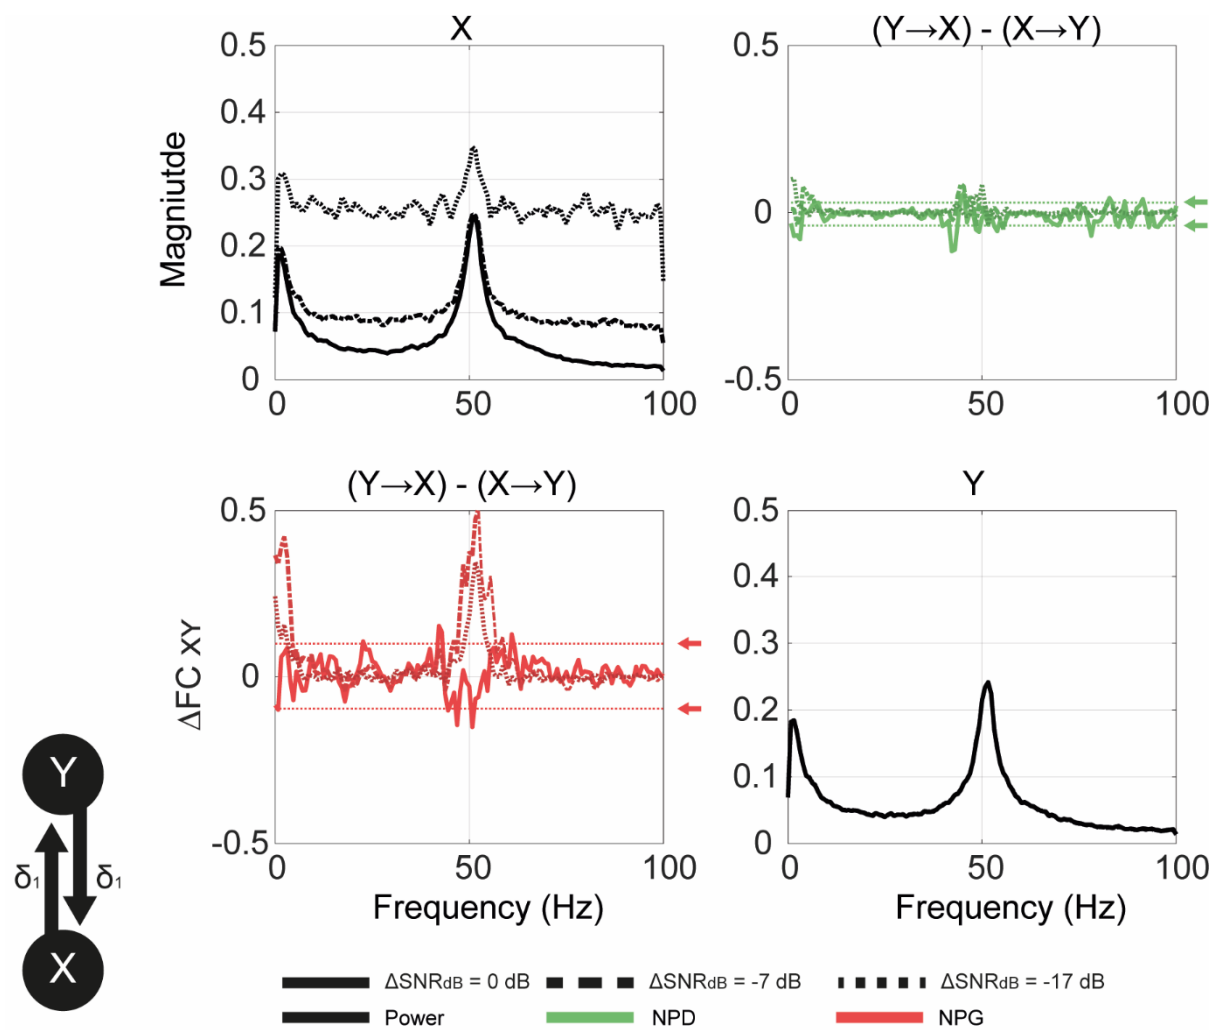 X
(Y→X) - (X→Y)
0.5
0.4
0.3
0.2
0.1
0
Magniutde
0
50
100
0.5
0
-0.5
0
50
100
(Y→X) - (X→Y)
Y
0.5
0
-0.5
ΔFC XY
0
50
100
Frequency (Hz)
0.5
0.4
0.3
0.2
0.1
0
0
50
100
Frequency (Hz)
Y
δ1 δ1
X
ΔSNRdB = 0 dB
ΔSNRdB = -7 dB
ΔSNRdB = -17 dB
Power
NPD
NPG